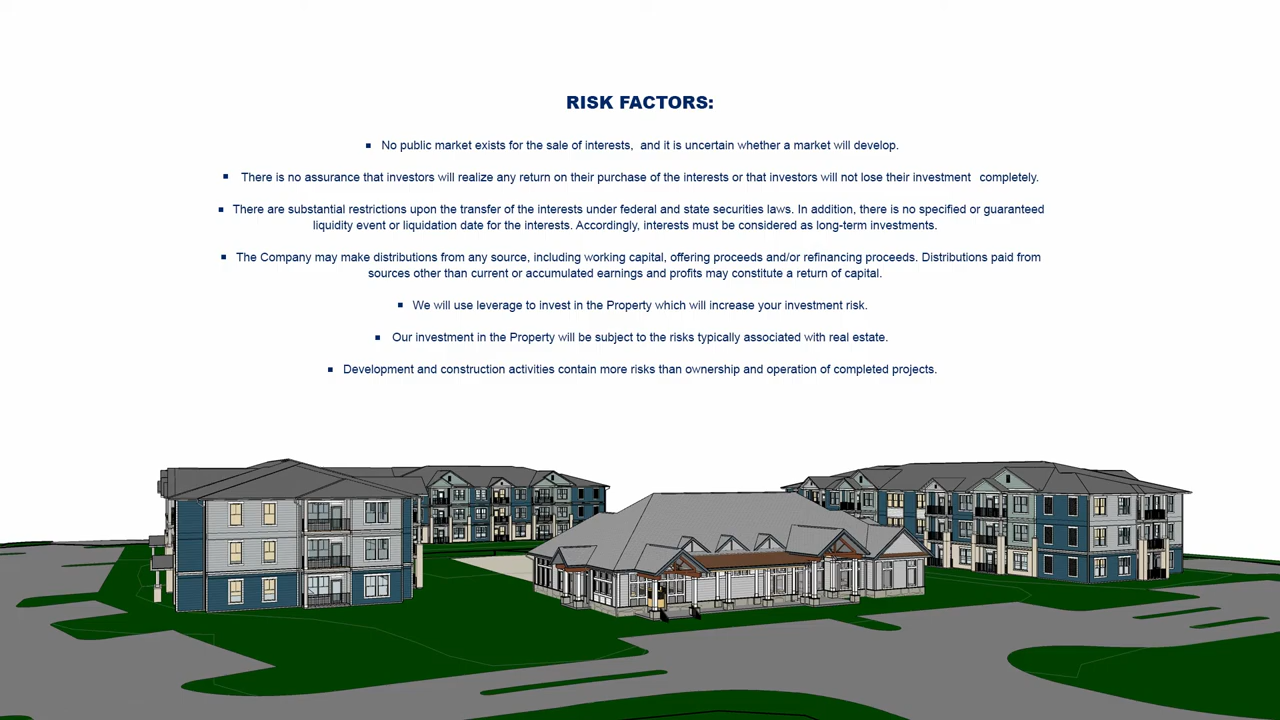 RISK FACTORS:
▪ No public market exists for the sale of interests, and it is uncertain whether a market will develop.
▪ There is no assurance that investors will realize any return on their purchase of the interests or that investors will not lose their investment completely.
▪ There are substantial restrictions upon the transfer of the interests under federal and state securities laws. In addition, there is no specified or guaranteed
liquidity event or liquidation date for the interests. Accordingly, interests must be considered as long-term investments.
▪ The Company may make distributions from any source, including working capital, offering proceeds and/or refinancing proceeds. Distributions paid from
sources other than current or accumulated earnings and profits may constitute a return of capital.
▪ We will use leverage to invest in the Property which will increase your investment risk.
▪ Our investment in the Property will be subject to the risks typically associated with real estate.
▪ Development and construction activities contain more risks than ownership and operation of completed projects.